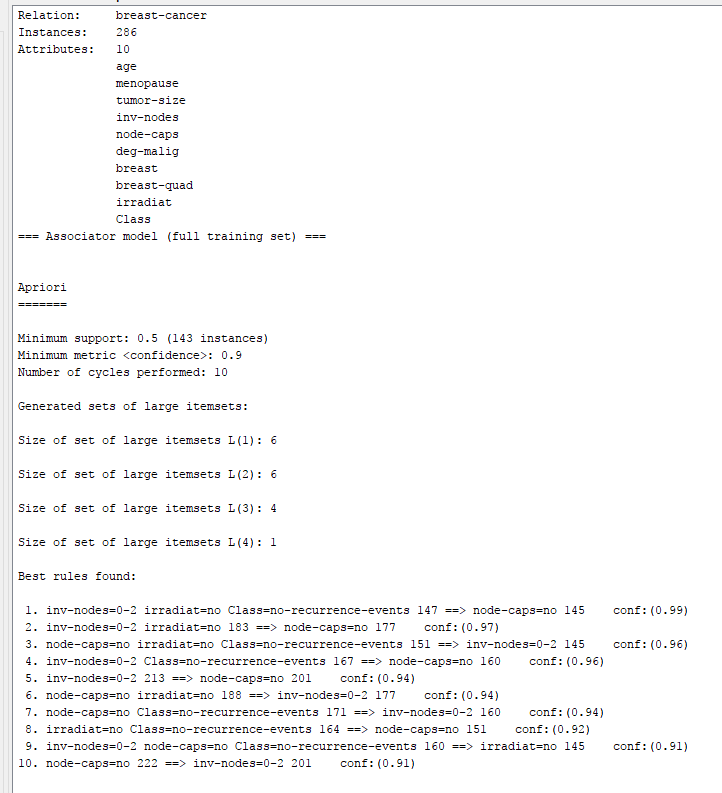 Relation:     breast-cancer
Instances:    286
Attributes:   10
              age
              menopause
              tumor-size
              inv-nodes
              node-caps
              deg-malig
              breast
              breast-quad
              irradiat
              Class
=== Associator model (full training set) ===
Apriori
=======
Minimum support: 0.5 (143 instances)
Minimum metric <confidence>: 0.9
Number of cycles performed: 10
Generated sets of large itemsets:
Size of set of large itemsets L(1): 6
Size of set of large itemsets L(2): 6
Size of set of large itemsets L(3): 4
Size of set of large itemsets L(4): 1
Best rules found:
 1. inv-nodes=0-2 irradiat=no Class=no-recurrence-events 147 ==> node-caps=no 145    conf:(0.99)
 2. inv-nodes=0-2 irradiat=no 183 ==> node-caps=no 177    conf:(0.97)
 3. node-caps=no irradiat=no Class=no-recurrence-events 151 ==> inv-nodes=0-2 145    conf:(0.96)
 4. inv-nodes=0-2 Class=no-recurrence-events 167 ==> node-caps=no 160    conf:(0.96)
 5. inv-nodes=0-2 213 ==> node-caps=no 201    conf:(0.94)
 6. node-caps=no irradiat=no 188 ==> inv-nodes=0-2 177    conf:(0.94)
 7. node-caps=no Class=no-recurrence-events 171 ==> inv-nodes=0-2 160    conf:(0.94)
 8. irradiat=no Class=no-recurrence-events 164 ==> node-caps=no 151    conf:(0.92)
 9. inv-nodes=0-2 node-caps=no Class=no-recurrence-events 160 ==> irradiat=no 145    conf:(0.91)
10. node-caps=no 222 ==> inv-nodes=0-2 201    conf:(0.91)